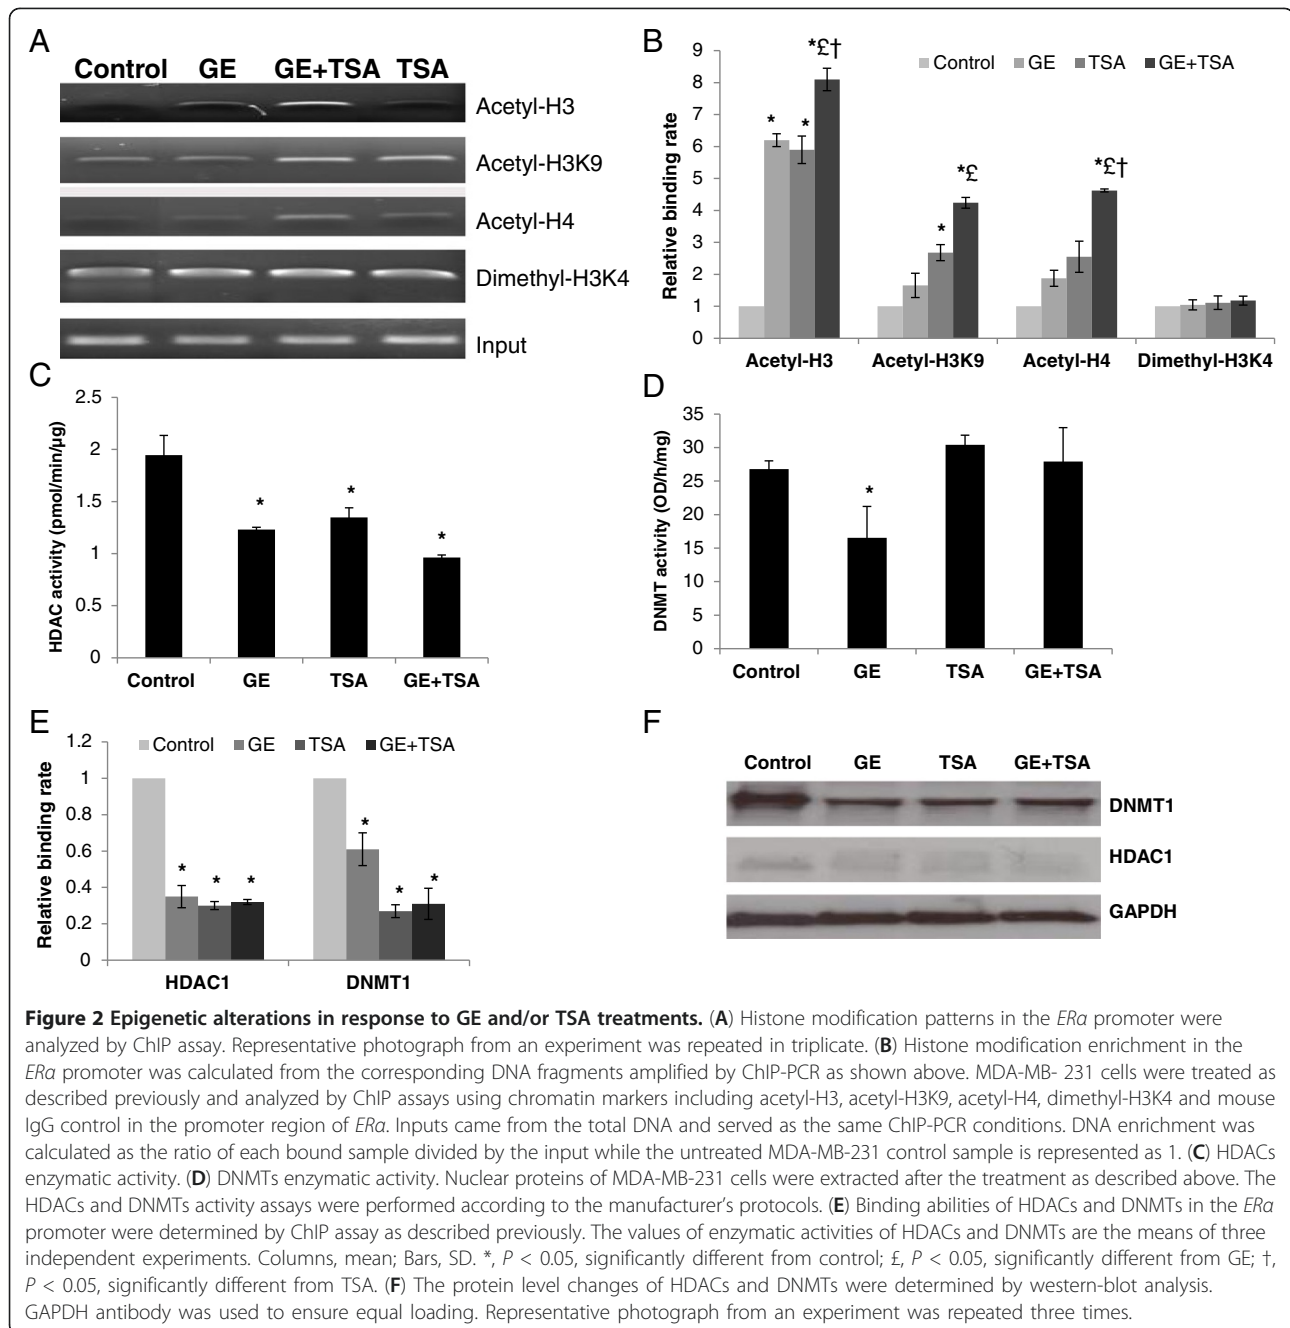 A
Control GE GE+TSA TSA
Acetyl-H3
Acetyl-H3K9
Acetyl-H4
Dimethyl-H3K4
Input
B
Control GE TSA GE+TSA
Relative binding rate
9
8
7
6
5
4
3
2
1
0
* * *£†
* *£
*£†
Acetyl-H3 Acetyl-H3K9 Acetyl-H4 Dimethyl-H3K4
C
HDAC activity (pmol/min/µg)
2.5
2
1.5
1
0.5
0
* * *
Control GE TSA GE+TSA
D
DNMT activity (OD/h/mg)
35
30
25
20
15
10
5
0
*
Control GE TSA GE+TSA
E
Control GE TSA GE+TSA
Relative binding rate
1.2
1
0.8
0.6
0.4
0.2
0
* * *
* * *
HDAC1 DNMT1
F
Control GE TSA GE+TSA
DNMT1
HDAC1
GAPDH
Figure 2 Epigenetic alterations in response to GE and/or TSA treatments. (A) Histone modification patterns in the ERα promoter were
analyzed by ChIP assay. Representative photograph from an experiment was repeated in triplicate. (B) Histone modification enrichment in the
ERα promoter was calculated from the corresponding DNA fragments amplified by ChIP-PCR as shown above. MDA-MB- 231 cells were treated as
described previously and analyzed by ChIP assays using chromatin markers including acetyl-H3, acetyl-H3K9, acetyl-H4, dimethyl-H3K4 and mouse
IgG control in the promoter region of ERα. Inputs came from the total DNA and served as the same ChIP-PCR conditions. DNA enrichment was
calculated as the ratio of each bound sample divided by the input while the untreated MDA-MB-231 control sample is represented as 1. (C) HDACs
enzymatic activity. (D) DNMTs enzymatic activity. Nuclear proteins of MDA-MB-231 cells were extracted after the treatment as described above. The
HDACs and DNMTs activity assays were performed according to the manufacturer's protocols. (E) Binding abilities of HDACs and DNMTs in the ERα
promoter were determined by ChIP assay as described previously. The values of enzymatic activities of HDACs and DNMTs are the means of three
independent experiments. Columns, mean; Bars, SD. *, P < 0.05, significantly different from control; £, P < 0.05, significantly different from GE; †,
P < 0.05, significantly different from TSA. (F) The protein level changes of HDACs and DNMTs were determined by western-blot analysis.
GAPDH antibody was used to ensure equal loading. Representative photograph from an experiment was repeated three times.